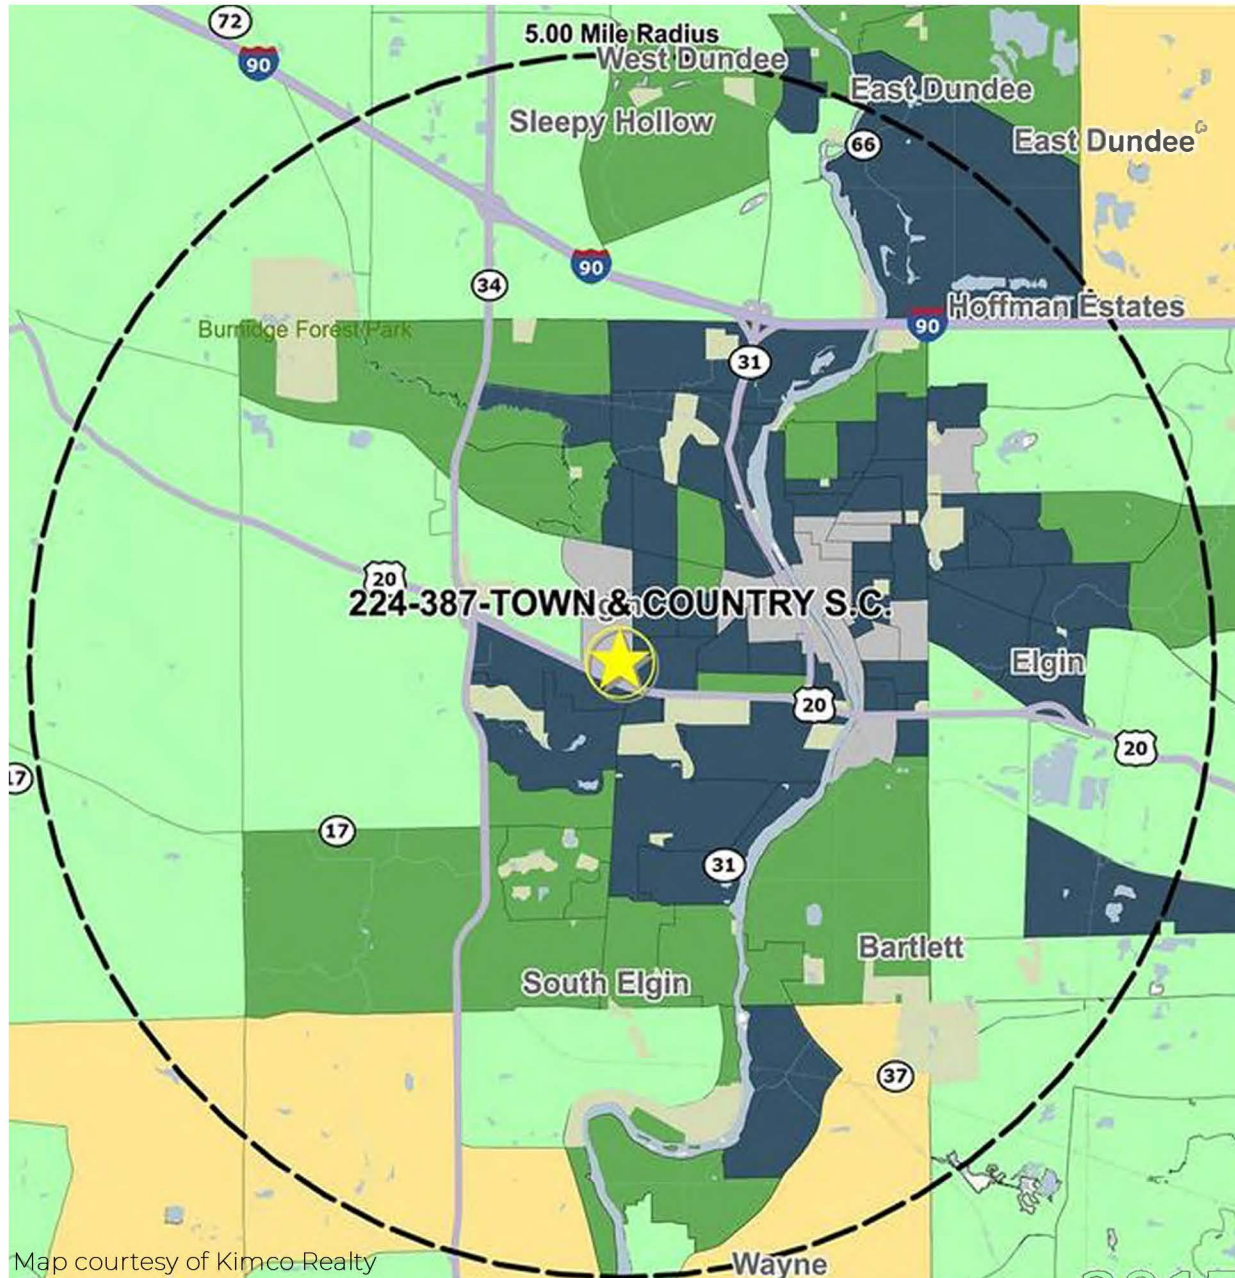 72
5.00 Mile Radius
West Dundee
90
East Dundee
Sleepy Hollow
66
East Dundee
90
34
Hoffman Estates
90
Burnidge Forest Park
31
20
224-387-TOWN & COUNTRY S.C.
Elgin
20
20
17
17
31
Bartlett
South Elgin
37
Map courtesy of Kimco Realty
Wayne